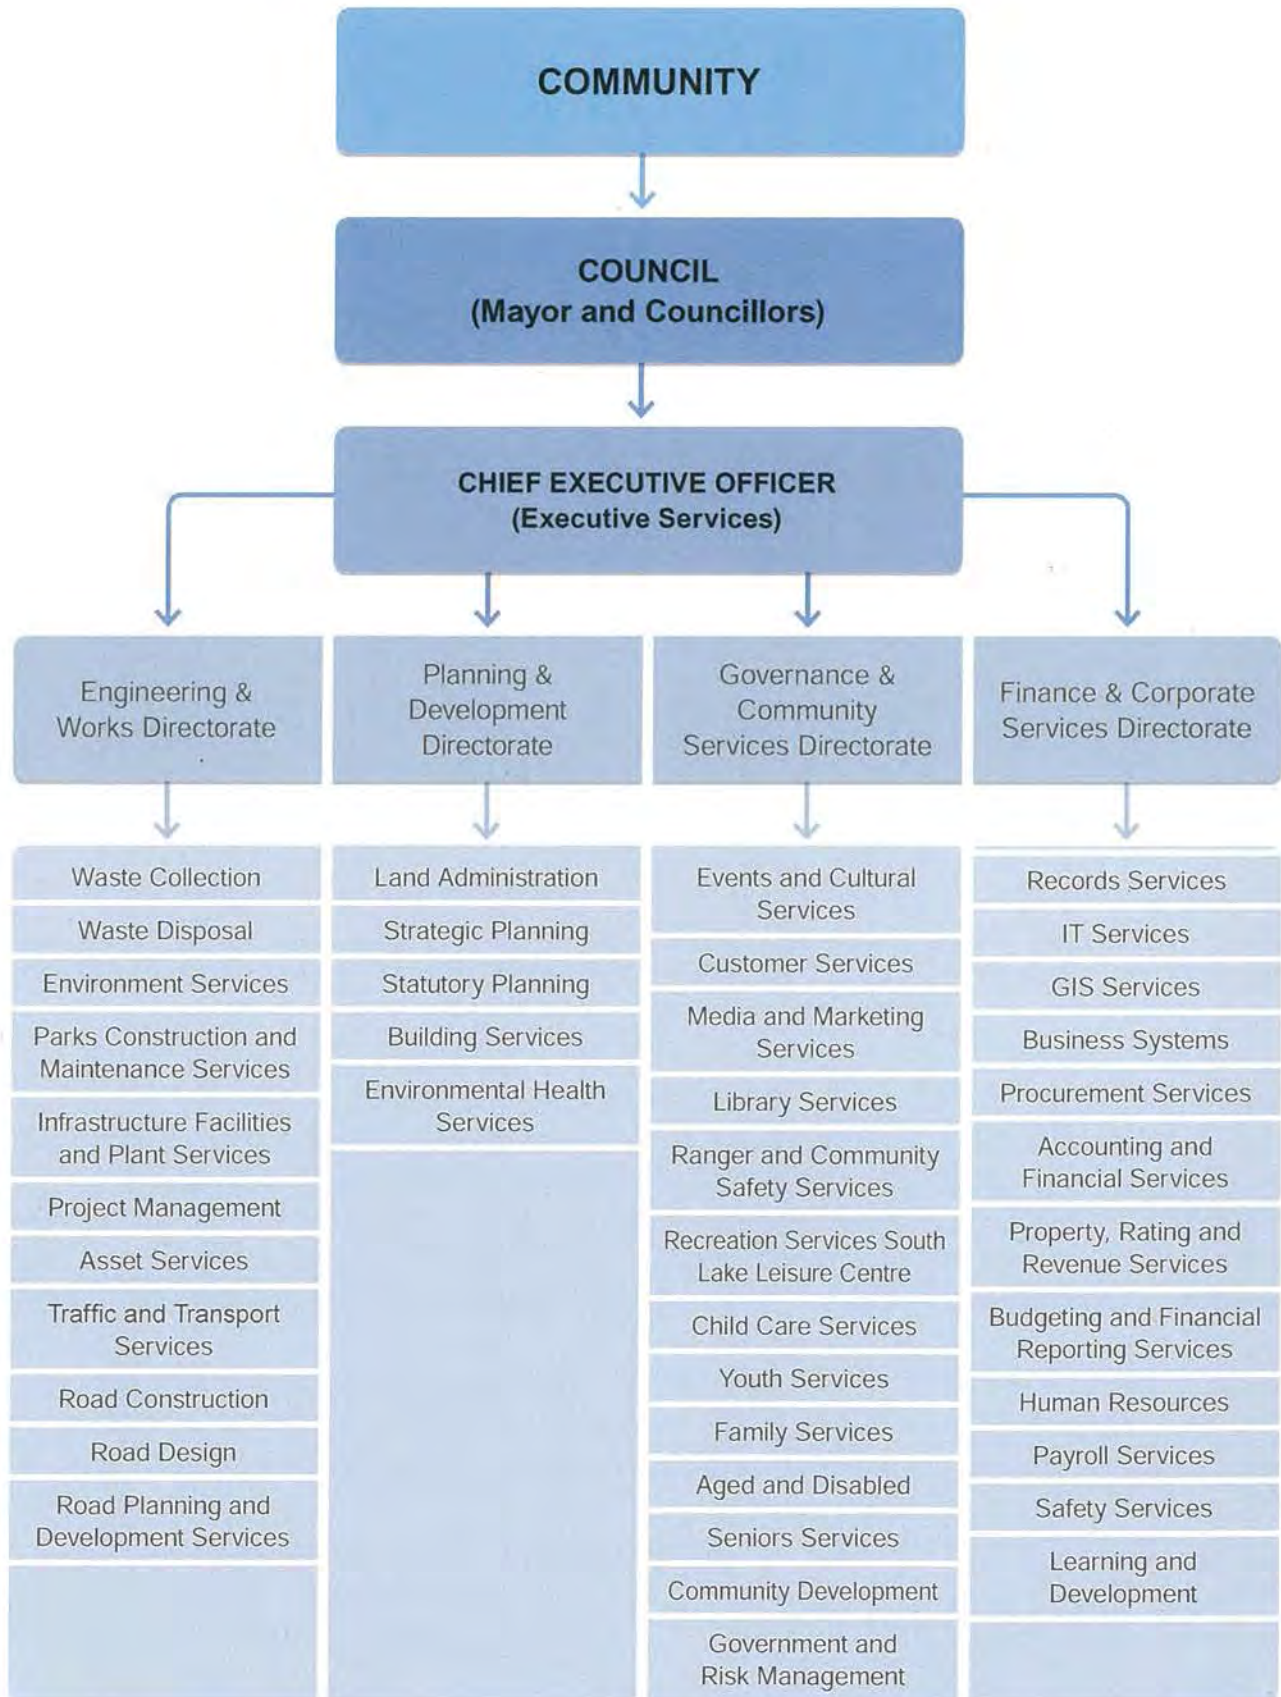 COMMUNITY
COUNCIL
(Mayor and Councillors)
CHIEF EXECUTIVE OFFICER
(Executive Services)
Engineering &
Works Directorate
Planning &
Development
Directorate
Governance &
Community
Services Directorate
Finance & Corporate
Services Directorate
Waste Collection
Waste Disposal
Environment Services
Parks Construction and
Maintenance Services
Infrastructure Facilities
and Plant Services
Project Management
Asset Services
Traffic and Transport
Services
Road Construction
Road Design
Road Planning and
Development Services
Land Administration
Strategic Planning
Statutory Planning
Building Services
Environmental Health
Services
Events and Cultural
Services
Customer Services
Media and Marketing
Services
Library Services
Ranger and Community
Safety Services
Recreation Services South
Lake Leisure Centre
Child Care Services
Youth Services
Family Services
Aged and Disabled
Seniors Services
Community Development
Government and
Risk Management
Records Services
IT Services
GIS Services
Business Systems
Procurement Services
Accounting and
Financial Services
Property, Rating and
Revenue Services
Budgeting and Financial
Reporting Services
Human Resources
Payroll Services
Safety Services
Learning and
Development